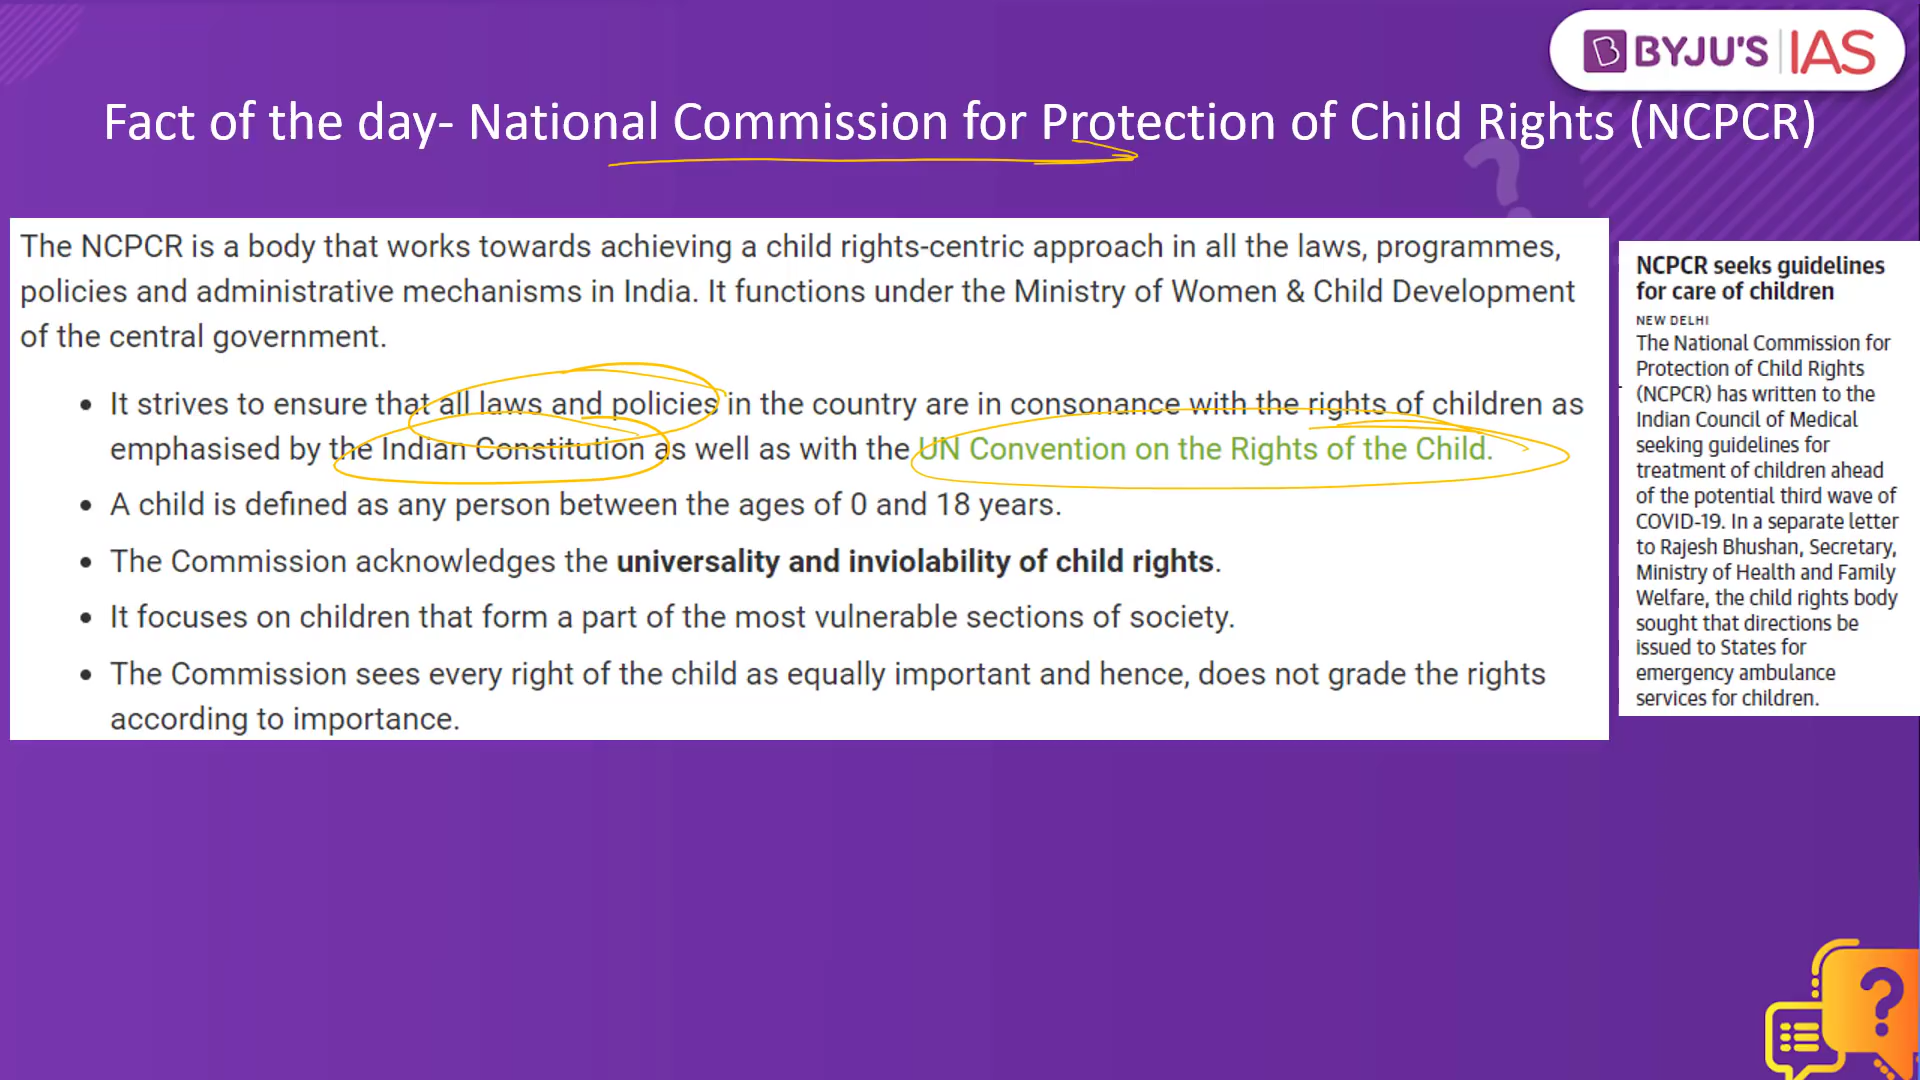 BYJU'S IAS
Fact of the day- National Commission for Protection of Child Rights (NCPCR)
The NCPCR is a body that works towards achieving a child rights-centric approach in all the laws, programmes,
policies and administrative mechanisms in India. It functions under the Ministry of Women & Child Development
of the central government.
• It strives to ensure that all laws and policies in the country are in consonance with the rights of children as
emphasised by the Indian Constitution as well as with the UN Convention on the Rights of the Child.
• A child is defined as any person between the ages of 0 and 18 years.
• The Commission acknowledges the universality and inviolability of child rights.
• It focuses on children that form a part of the most vulnerable sections of society.
• The Commission sees every right of the child as equally important and hence, does not grade the rights
according to importance.
NCPCR seeks guidelines
for care of children
NEW DELHI
The National Commission for
Protection of Child Rights
(NCPCR) has written to the
Indian Council of Medical
seeking guidelines for
treatment of children ahead
of the potential third wave of
COVID-19. In a separate letter
to Rajesh Bhushan, Secretary,
Ministry of Health and Family
Welfare, the child rights body
sought that directions be
issued to States for
emergency ambulance
services for children.